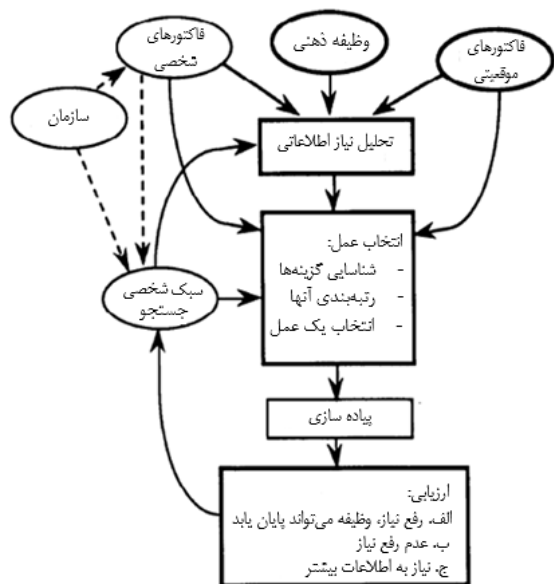 فاکتورهای
شخصی
وظیفه ذهنی
فاکتورهای
موقعیتی
سازمان
تحلیل نیاز اطلاعاتی
انتخاب عمل:
- شناسایی گزینه‌ها
- رتبه‌بندی آنها
- انتخاب یک عمل
سبک شخصی
جستجو
پیاده سازی
ارزیابی:
الف. رفع نیاز، وظیفه می‌تواند پایان یابد
ب. عدم رفع نیاز
ج. نیاز به اطلاعات بیشتر